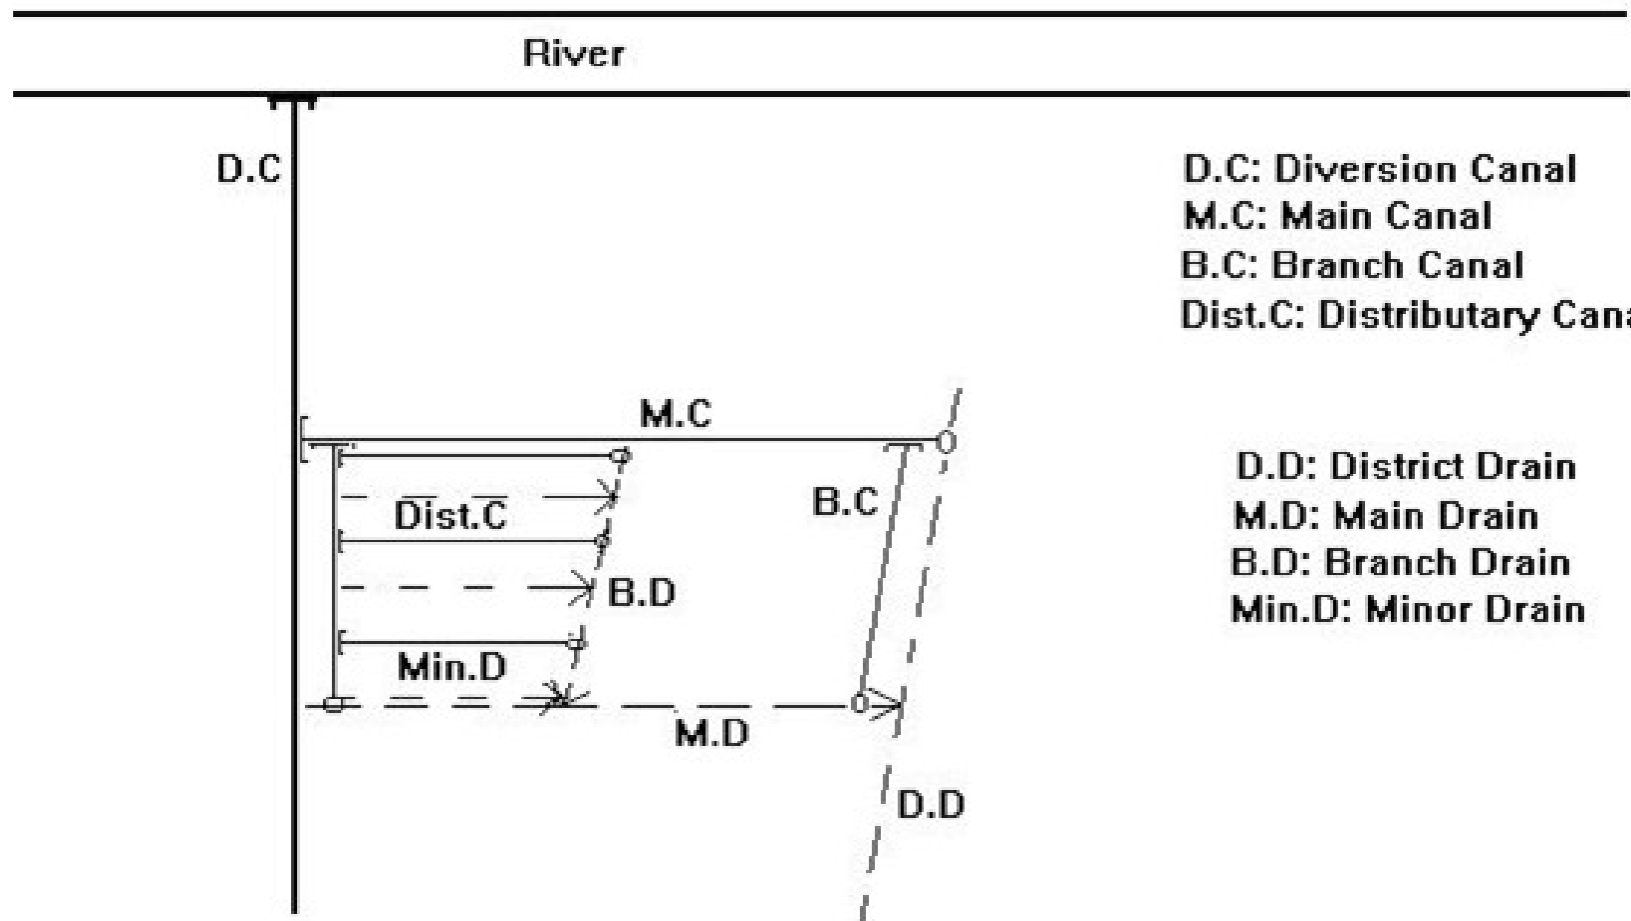 River
D.C
D.C: Diversion Canal
M.C: Main Canal
B.C: Branch Canal
Dist.C: Distributary Cana
M.C
D.D: District Drain
M.D: Main Drain
B.D: Branch Drain
Min.D: Minor Drain
B.C
Dist.C
B.D
Min.D
M.D
D.D